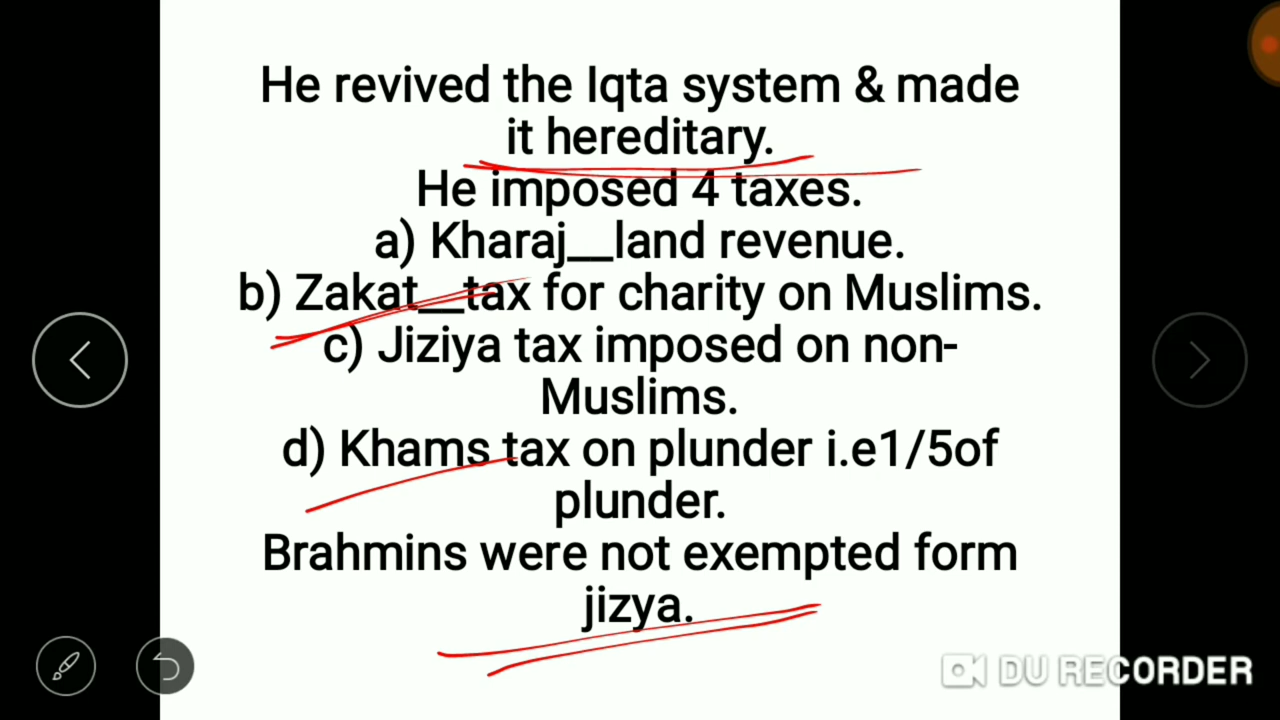 He revived the Iqta system & made
it hereditary.
He imposed 4 taxes.
a) Kharaj__land revenue.
b) Zakat__tax for charity on Muslims.
c) Jiziya tax imposed on non-
Muslims.
d) Khams tax on plunder i.e1/5of
plunder.
Brahmins were not exempted form
jizya.
DU RECORDER